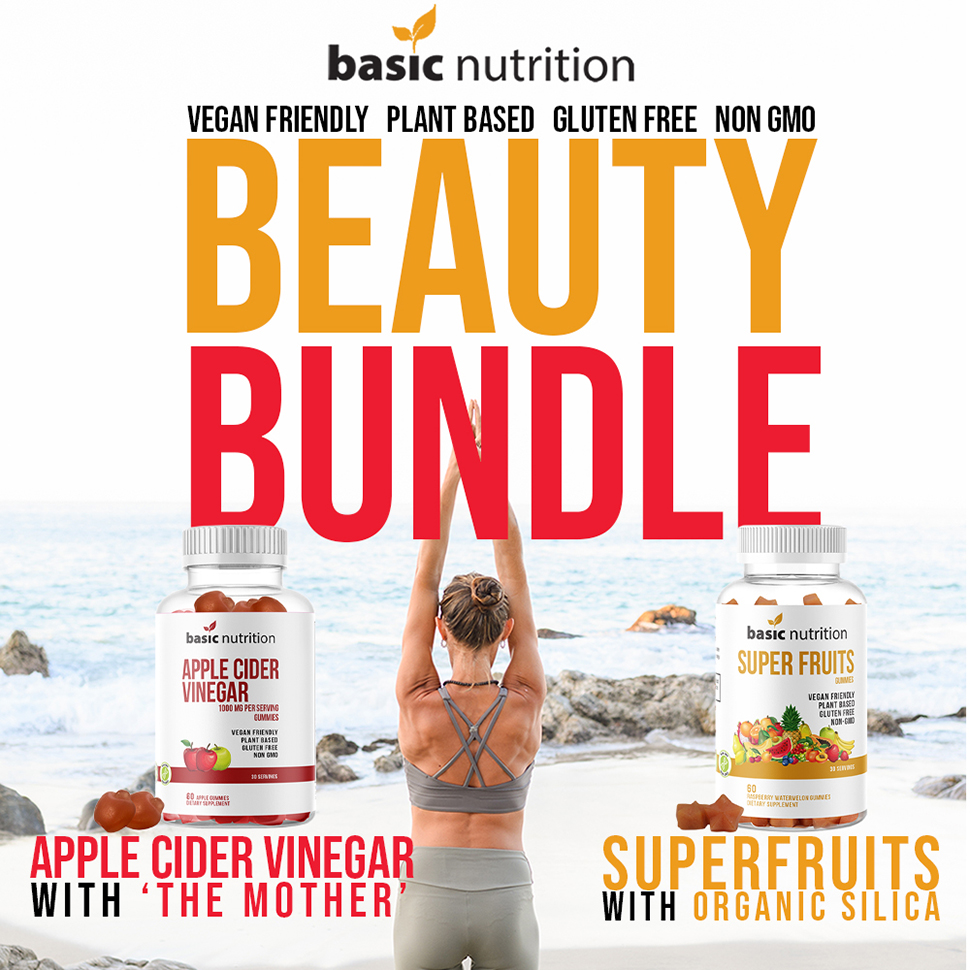 basic nutrition
VEGAN FRIENDLY PLANT BASED GLUTEN FREE NON GMO
BEAUTY
BUNDLE
basic nutrition
APPLE CIDER
VINEGAR
1000 MG PER SERVING
GUMMIES
VEGAN FRIENDLY
PLANT BASED
GLUTEN FREE
NON GMO
30 SERVINGS
60 APPLE GUMMIES
DIETARY SUPPLEMENT
basic nutrition
SUPER FRUITS
GUMMIES
VEGAN FRIENDLY
PLANT BASED
GLUTEN FREE
NON-GMO
30 SERVINGS
60
RASPBERRY WATERMELON GUMMIES
DIETARY SUPPLEMENT
APPLE CIDER VINEGAR
WITH ‘THE MOTHER’
SUPERFRUITS
WITH ORGANIC SILICA